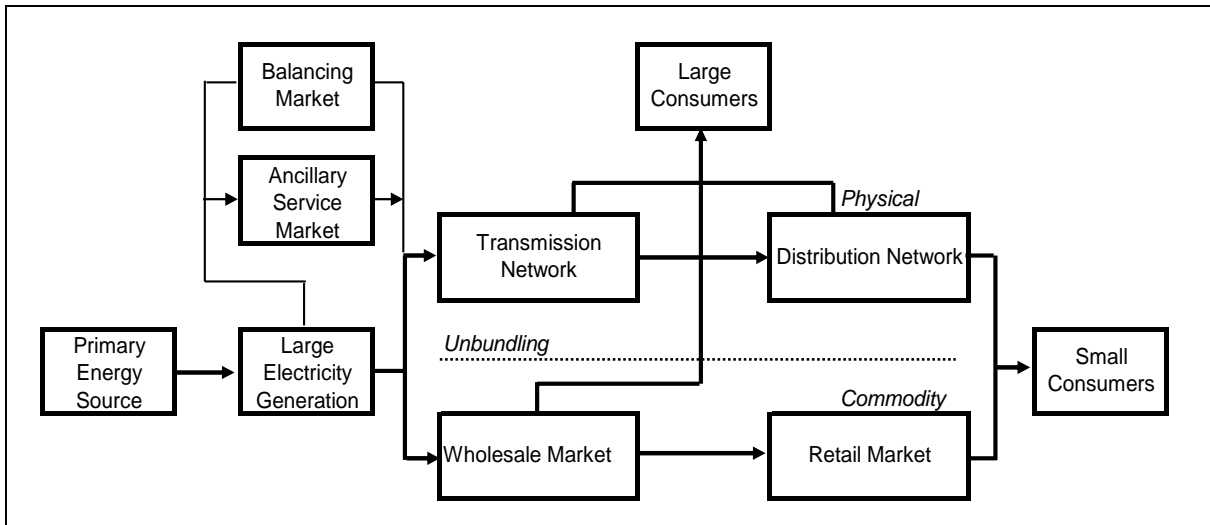 Balancing
Market
Large
Consumers
Ancillary
Service
Market
Physical
Transmission
Network
Distribution Network
Unbundling
Primary
Energy
Source
Large
Electricity
Generation
Small
Consumers
Commodity
Wholesale Market
Retail Market